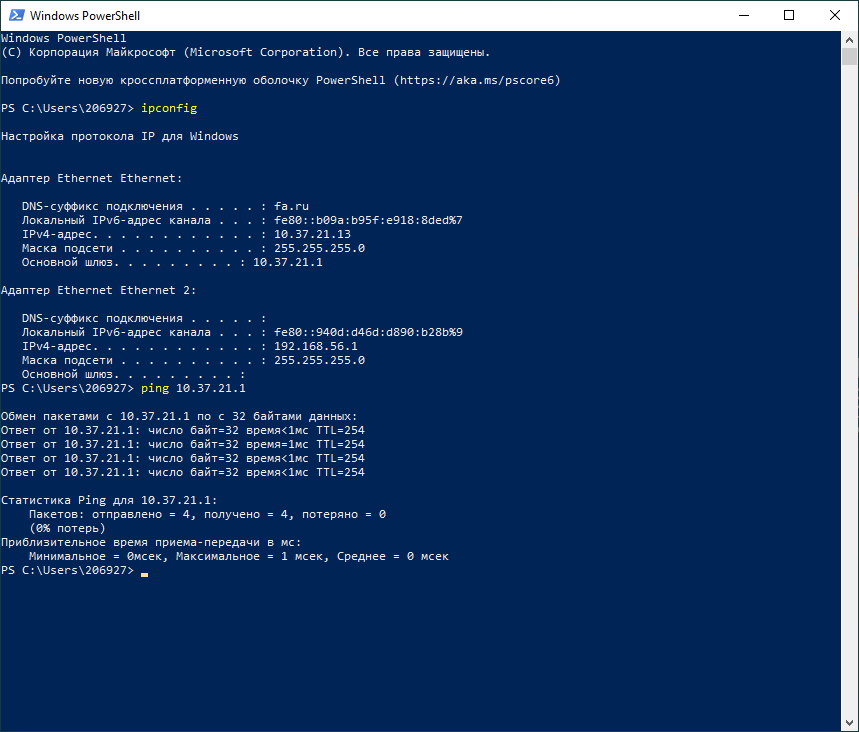 Windows PowerShell
Windows PowerShell
(C) Корпорация Майкрософт (Microsoft Corporation). Все права защищены.
Попробуйте новую кроссплатформенную оболочку PowerShell (https://aka.ms/pscore6)
PS C:\Users\206927> ipconfig
Настройка протокола IP для Windows
Адаптер Ethernet Ethernet:
DNS-суффикс подключения . . . . . : fa.ru
Локальный IPv6-адрес канала . . . : fe80::b09a:b95f:e918:8ded%7
IPv4-адрес. . . . . . . . . . . . : 10.37.21.13
Маска подсети . . . . . . . . . . : 255.255.255.0
Основной шлюз. . . . . . . . . : 10.37.21.1
Адаптер Ethernet Ethernet 2:
DNS-суффикс подключения . . . . . :
Локальный IPv6-адрес канала . . . : fe80::940d:d46d:d890:b28b%9
IPv4-адрес. . . . . . . . . . . . : 192.168.56.1
Маска подсети . . . . . . . . . . : 255.255.255.0
Основной шлюз. . . . . . . . . :
PS C:\Users\206927> ping 10.37.21.1
Обмен пакетами с 10.37.21.1 по с 32 байтами данных:
Ответ от 10.37.21.1: число байт=32 время<1мс TTL=254
Ответ от 10.37.21.1: число байт=32 время=1мс TTL=254
Ответ от 10.37.21.1: число байт=32 время<1мс TTL=254
Ответ от 10.37.21.1: число байт=32 время<1мс TTL=254
Статистика Ping для 10.37.21.1:
Пакетов: отправлено = 4, получено = 4, потеряно = 0
(0% потерь)
Приблизительное время приема-передачи в мс:
Минимальное = 0мсек, Максимальное = 1 мсек, Среднее = 0 мсек
PS C:\Users\206927>